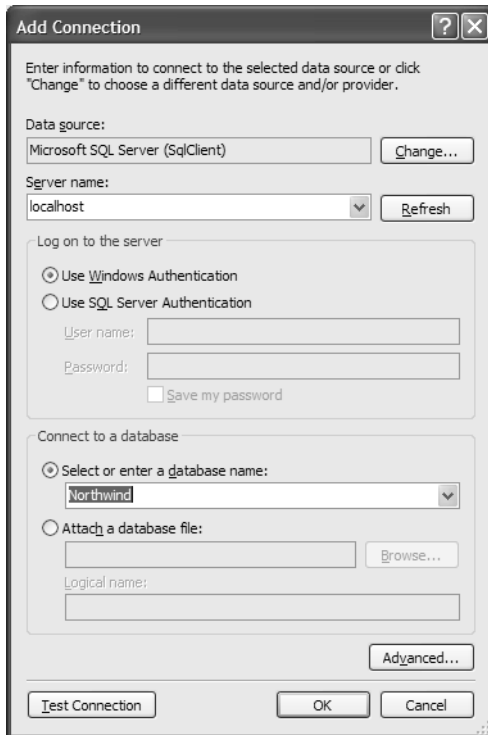 Add Connection
Enter information to connect to the selected data source or click
"Change" to choose a different data source and/or provider.
Data source:
Microsoft SQL Server (SqlClient)
Change...
Server name:
localhost
Refresh
Log on to the server
Use Windows Authentication
Use SQL Server Authentication
User name:
Password:
Save my password
Connect to a database
Select or enter a database name:
Northwind
Attach a database file:
Browse...
Logical name:
Advanced...
Test Connection
OK
Cancel